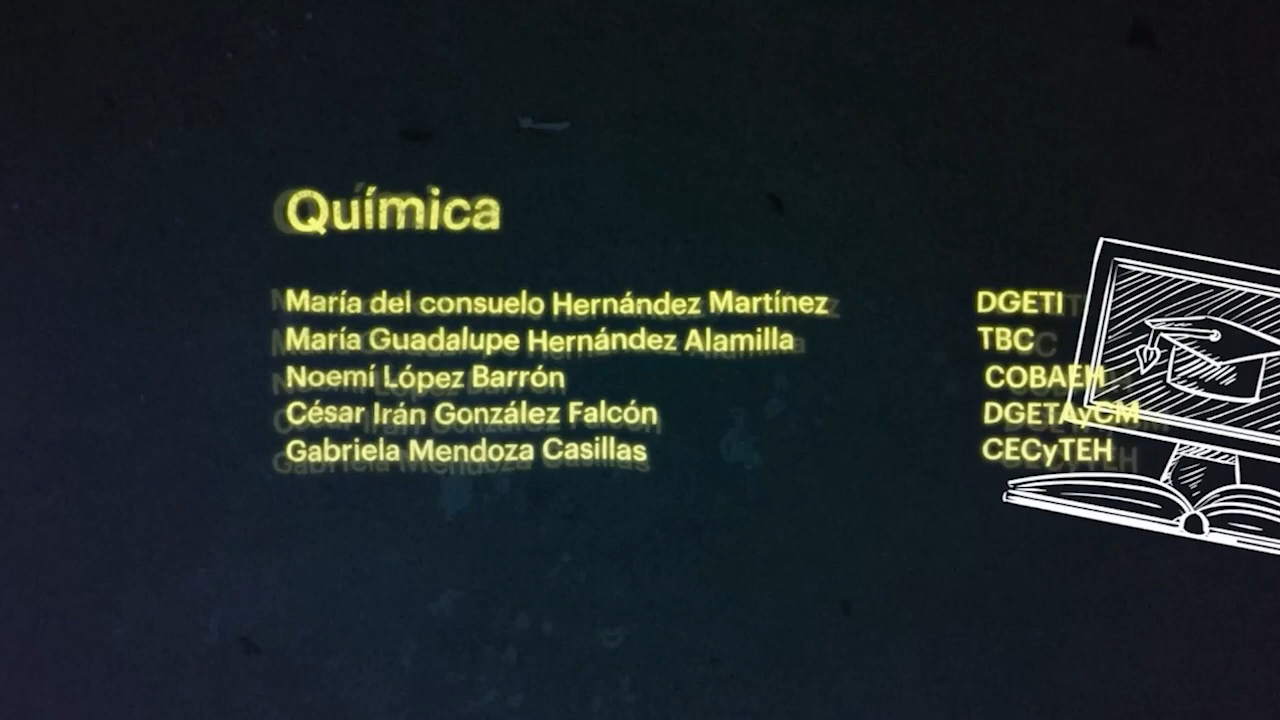 Química
María del consuelo Hernández Martínez DGETI
María Guadalupe Hernández Alamilla TBC
Noemí López Barrón COBAEH
César Irán González Falcón DGETAyCM
Gabriela Mendoza Casillas CECyTEH